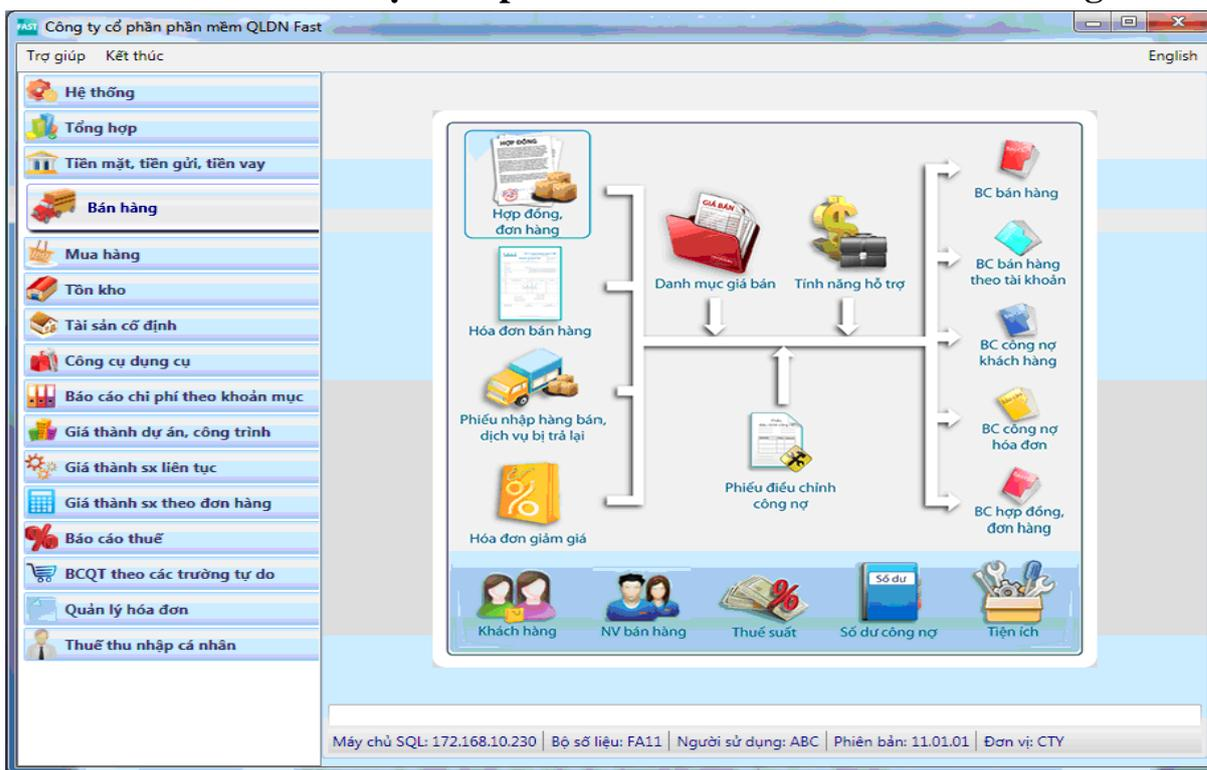 FAST Công ty cổ phần phần mềm QLDN Fast
Trợ giúp Kết thúc English
Hệ thống
Tổng hợp
Tiền mặt, tiền gửi, tiền vay
Bán hàng
Mua hàng
Tồn kho
Tài sản cố định
Công cụ dụng cụ
Báo cáo chi phí theo khoản mục
Giá thành dự án, công trình
Giá thành sx liên tục
Giá thành sx theo đơn hàng
Báo cáo thuế
BCQT theo các trường tự do
Quản lý hóa đơn
Thuế thu nhập cá nhân
HỢP ĐỒNG
Hợp đồng,
đơn hàng
Hóa đơn bán hàng
Phiếu nhập hàng bán,
dịch vụ bị trả lại
Hóa đơn giảm giá
GIÁ BÁN
Danh mục giá bán
Tính năng hỗ trợ
Phiếu điều chỉnh
công nợ
BC bán hàng
BC bán hàng
theo tài khoản
BC công nợ
khách hàng
BC công nợ
hóa đơn
BC hợp đồng,
đơn hàng
Khách hàng
NV bán hàng
Thuế suất
Số dư
Số dư công nợ
Tiện ích
Máy chủ SQL: 172.168.10.230 | Bộ số liệu: FA11 | Người sử dụng: ABC | Phiên bản: 11.01.01 | Đơn vị: CTY